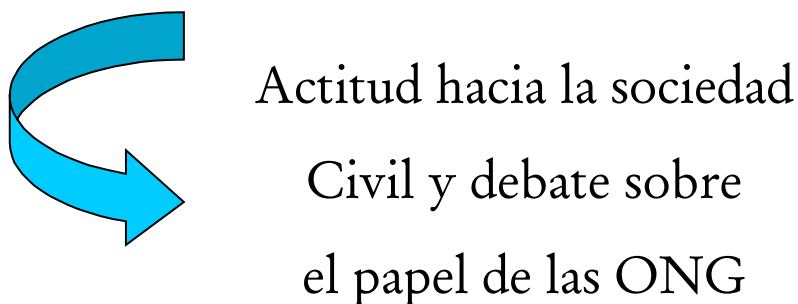 Actitud hacia la sociedad
Civil y debate sobre
el papel de las ONG